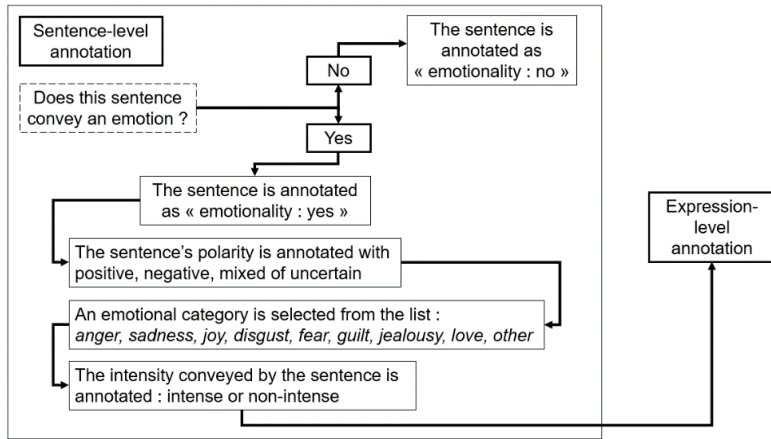 Sentence-level
annotation
The sentence is
annotated as
« emotionality : no »
No
Does this sentence
convey an emotion ?
Yes
The sentence is annotated
as « emotionality : yes »
Expression-
level
annotation
The sentence's polarity is annotated with
positive, negative, mixed of uncertain
An emotional category is selected from the list :
anger, sadness, joy, disgust, fear, guilt, jealousy, love, other
The intensity conveyed by the sentence is
annotated : intense or non-intense